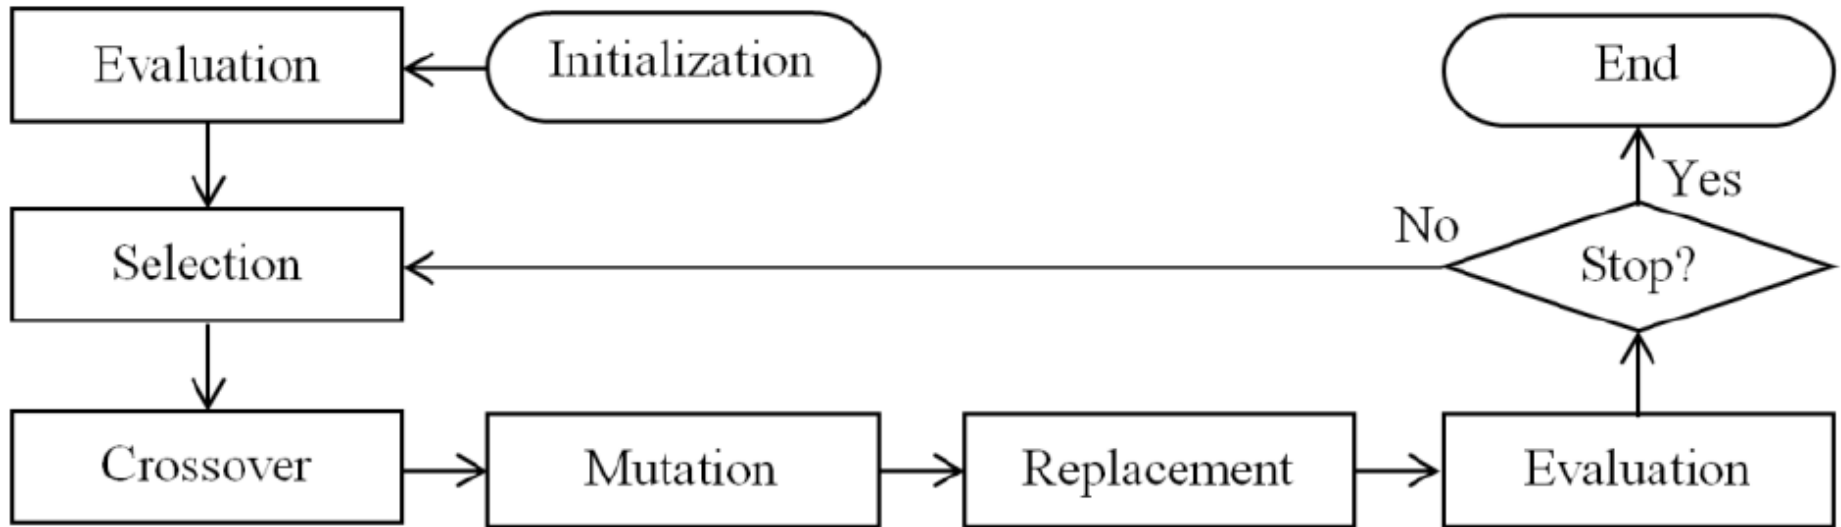 Evaluation
Initialization
End
Yes
No
Selection
Stop?
Crossover
Mutation
Replacement
Evaluation